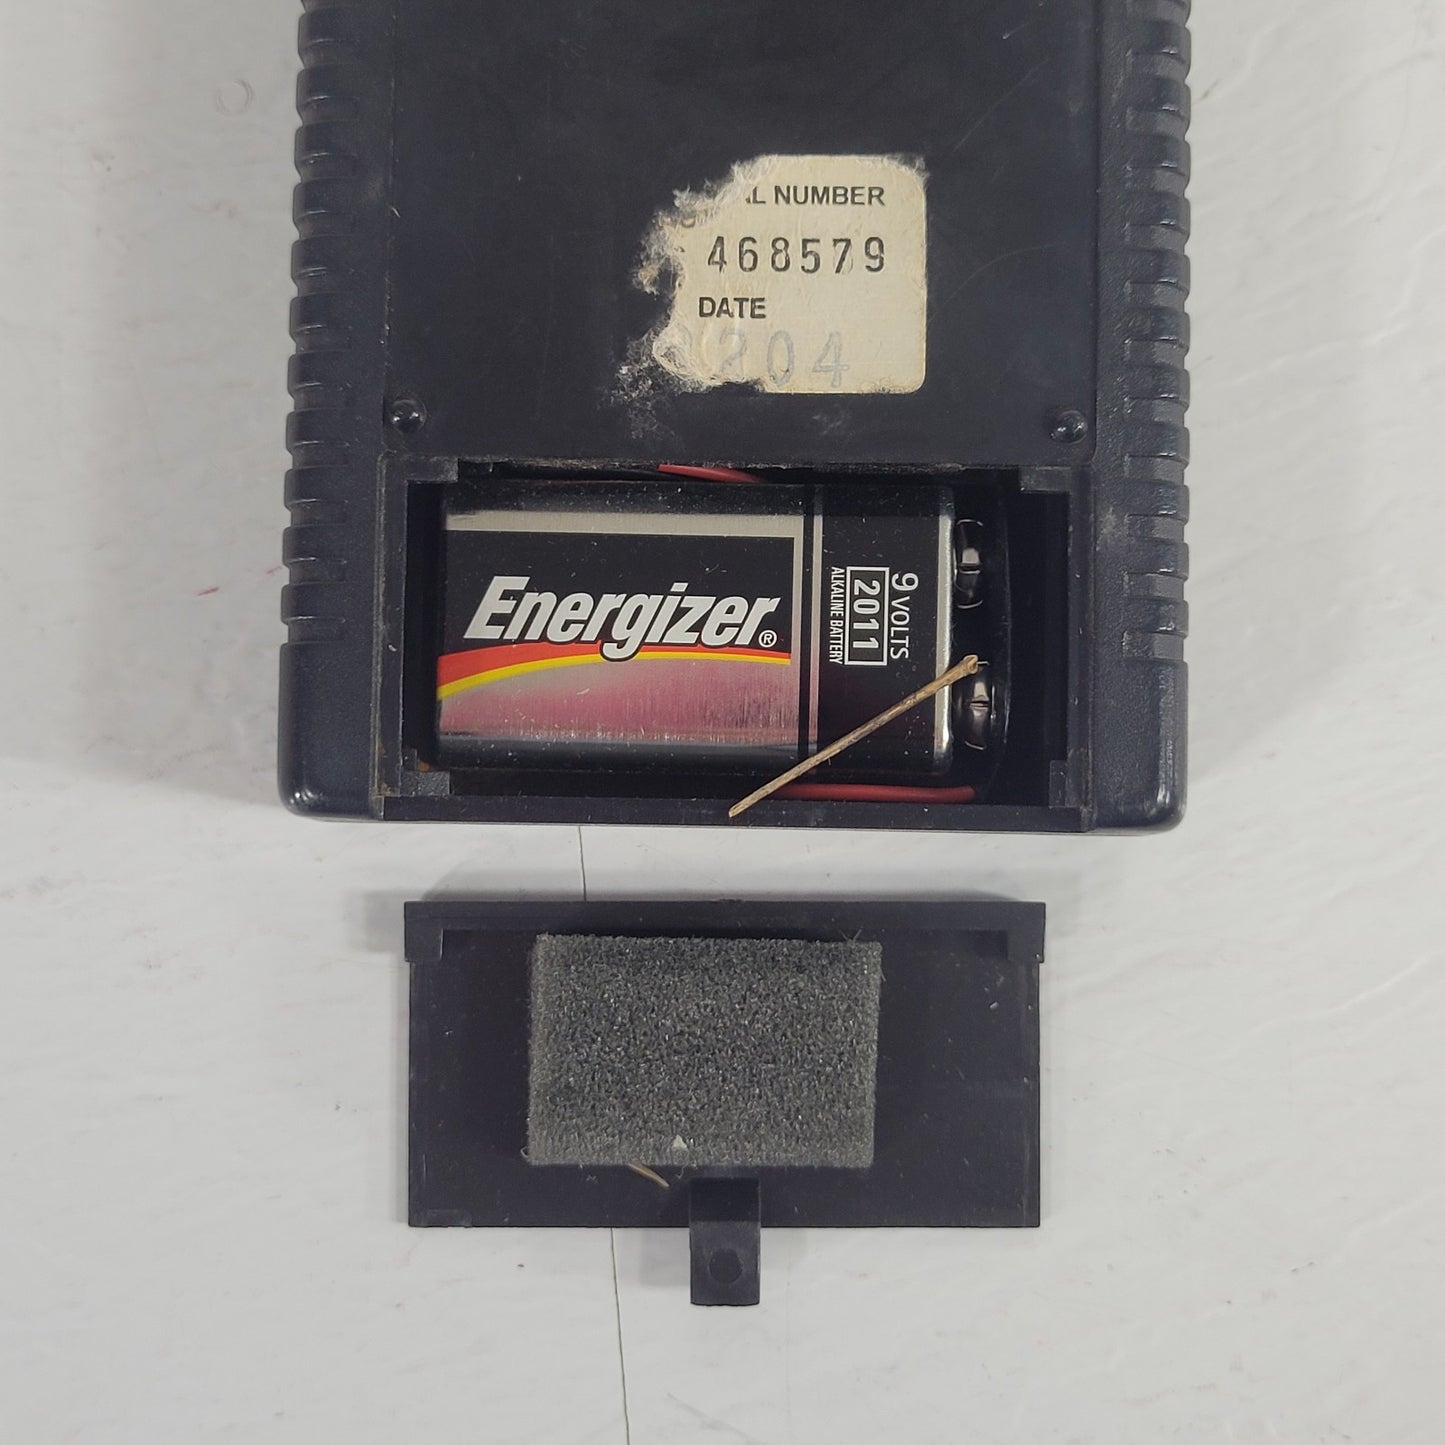 NUMBER
468579
DATE
204
Energizer®
9 VOLTS
2011
ALKALINE BATTERY